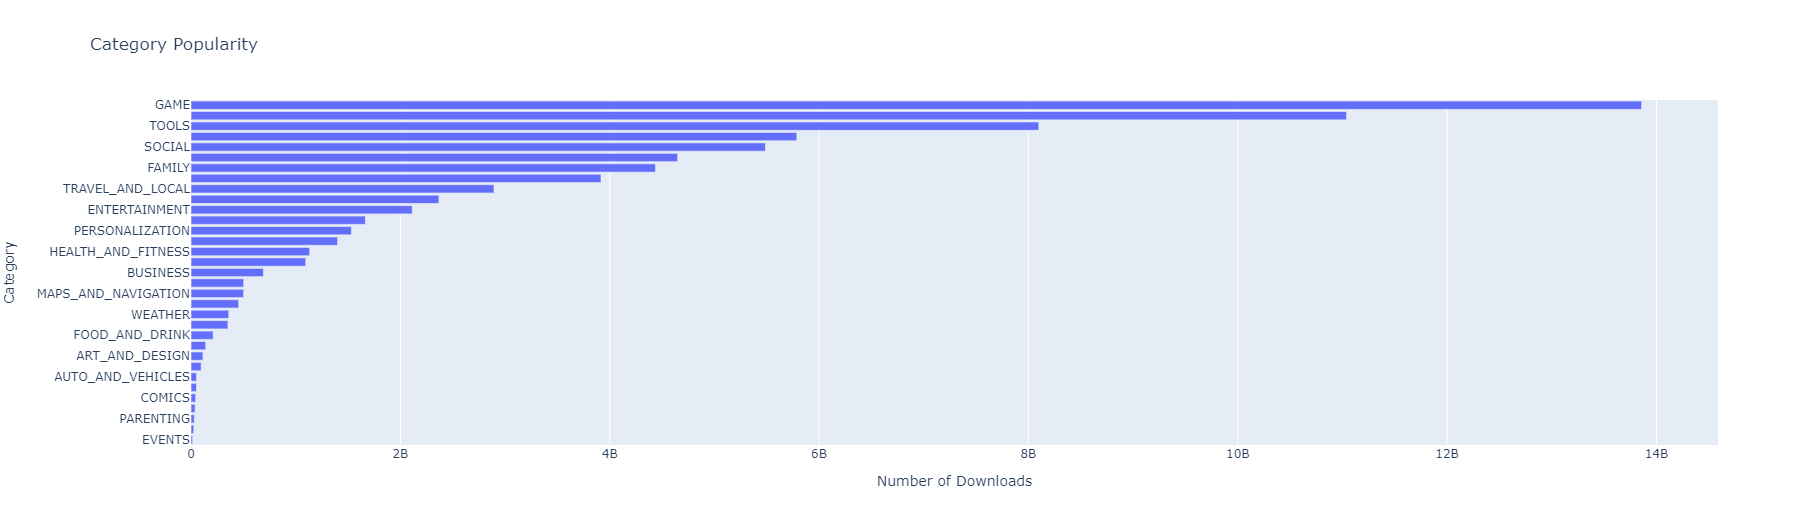 Category Popularity
GAME
TOOLS
SOCIAL
FAMILY
TRAVEL_AND_LOCAL
ENTERTAINMENT
PERSONALIZATION
HEALTH_AND_FITNESS
BUSINESS
MAPS_AND_NAVIGATION
WEATHER
FOOD_AND_DRINK
ART_AND_DESIGN
AUTO_AND_VEHICLES
COMICS
PARENTING
EVENTS
Category
0 2B 4B 6B 8B 10B 12B 14B
Number of Downloads